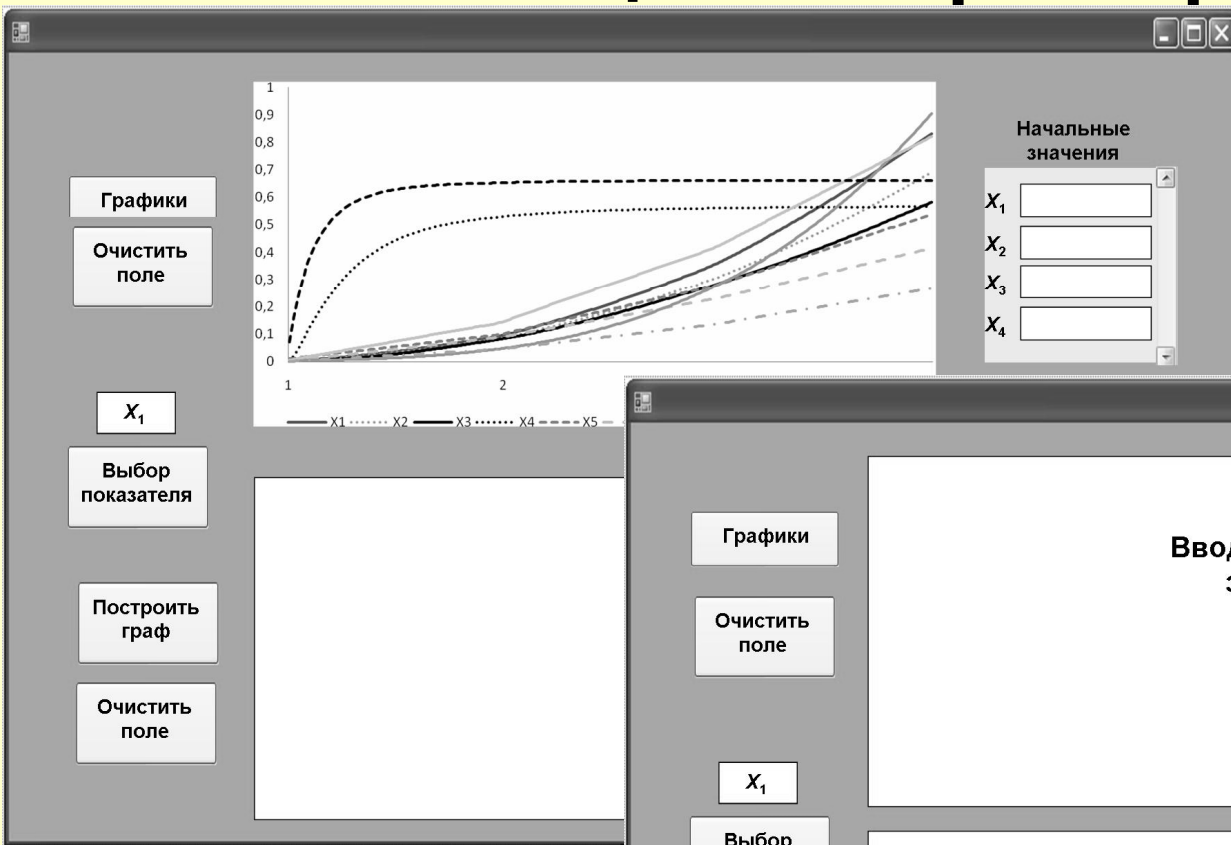 Графики
Очистить
поле
X₁
Выбор
показателя
Построить
граф
Очистить
поле
1
0,9
0,8
0,7
0,6
0,5
0,4
0,3
0,2
0,1
0
1 2
X1 X2 X3 X4 X5
Начальные
значения
X₁
X₂
X₃
X₄
Графики
Очистить
поле
X₁
Выбор